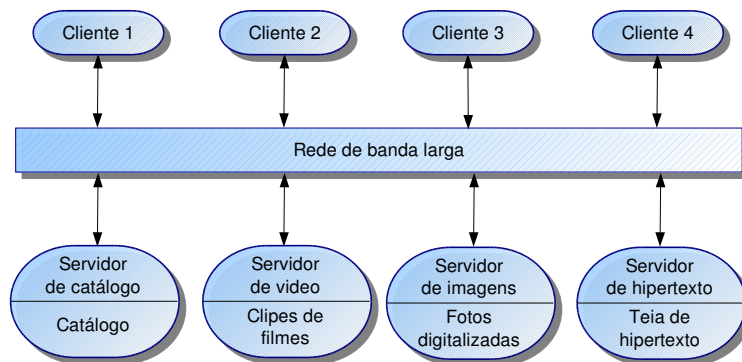 Cliente 1
Cliente 2
Cliente 3
Cliente 4
Rede de banda larga
Servidor
de catálogo
Catálogo
Servidor
de video
Clipes de
filmes
Servidor
de imagens
Fotos
digitalizadas
Servidor
de hipertexto
Teia de
hipertexto